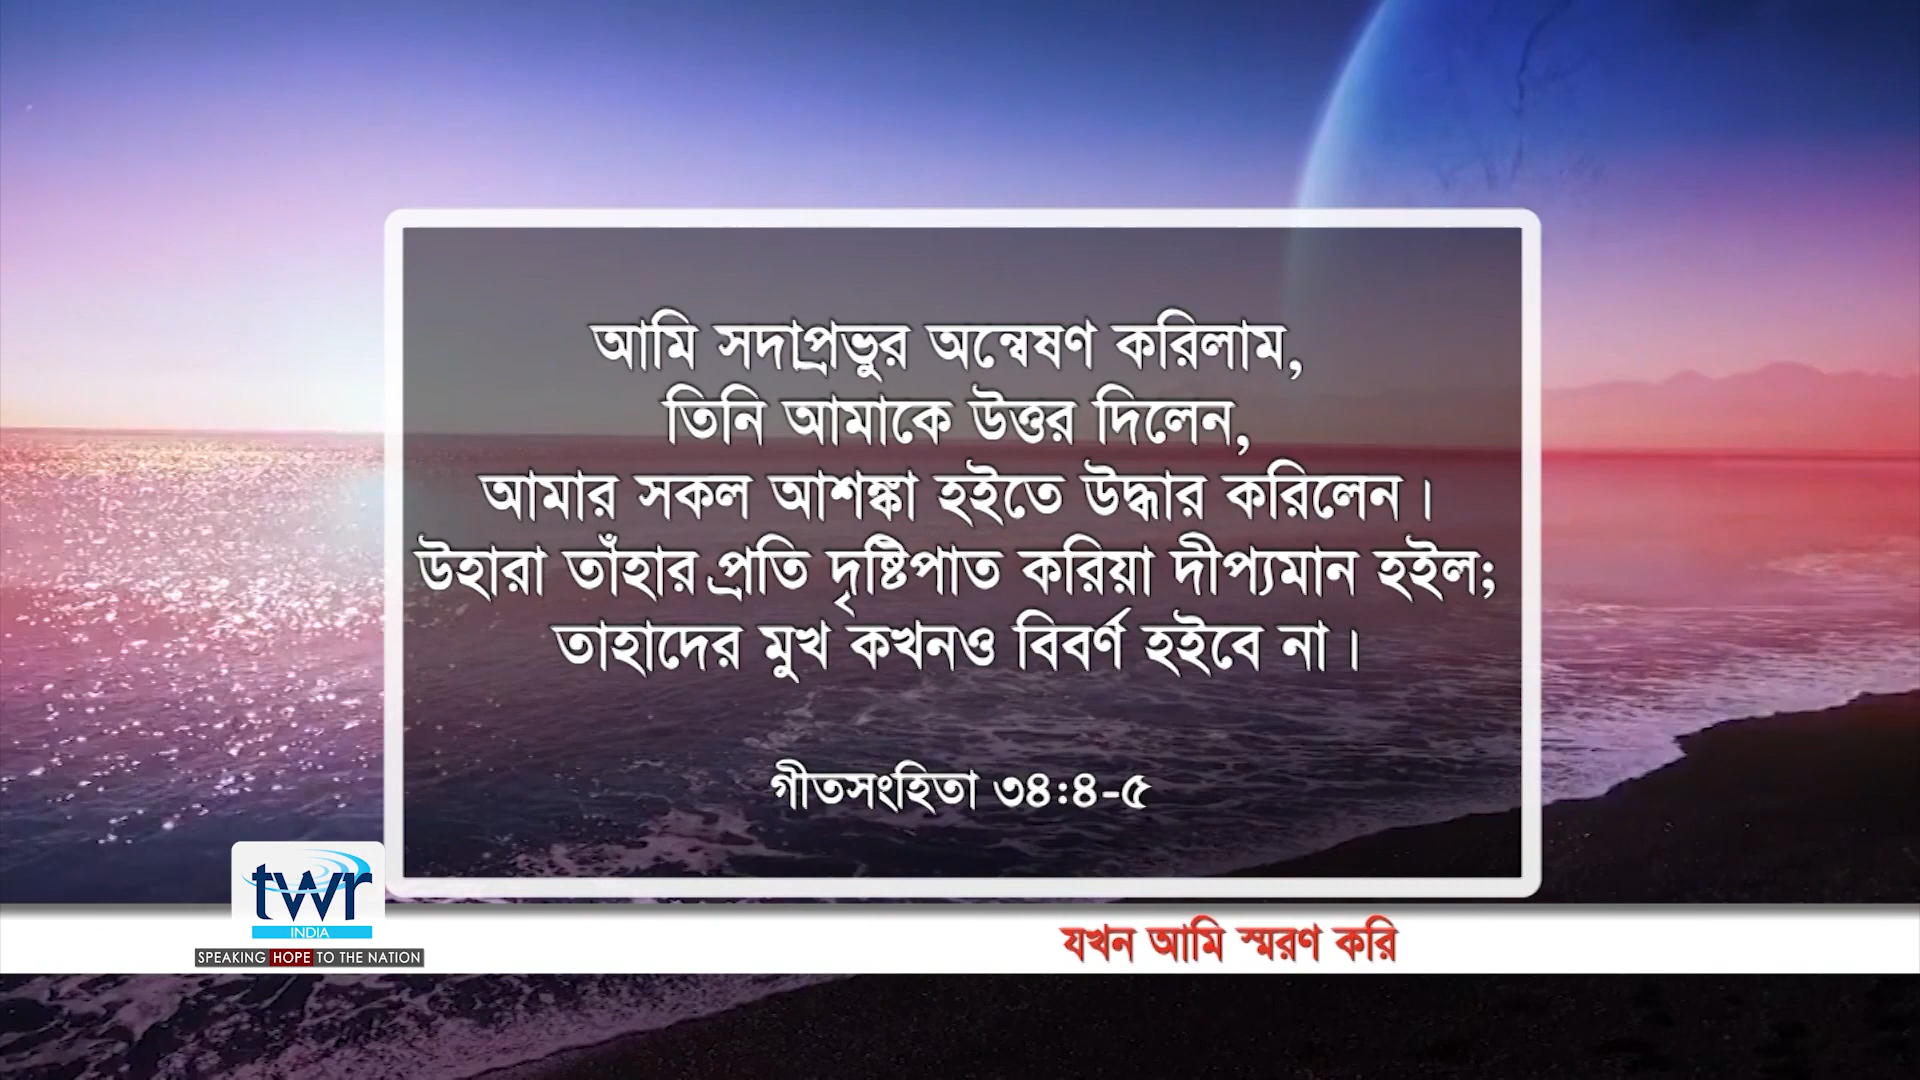 আমি সদাপ্রভুর অন্বেষণ করিলাম,
তিনি আমাকে উত্তর দিলেন,
আমার সকল আশঙ্কা হইতে উদ্ধার করিলেন।
উহারা তাঁহার প্রতি দৃষ্টিপাত করিয়া দীপ্যমান হইল;
তাহাদের মুখ কখনও বিবর্ণ হইবে না।
গীতসংহিতা ৩৪:৪-৫
twr
INDIA
SPEAKING HOPE TO THE NATION
যখন আমি স্মরণ করি